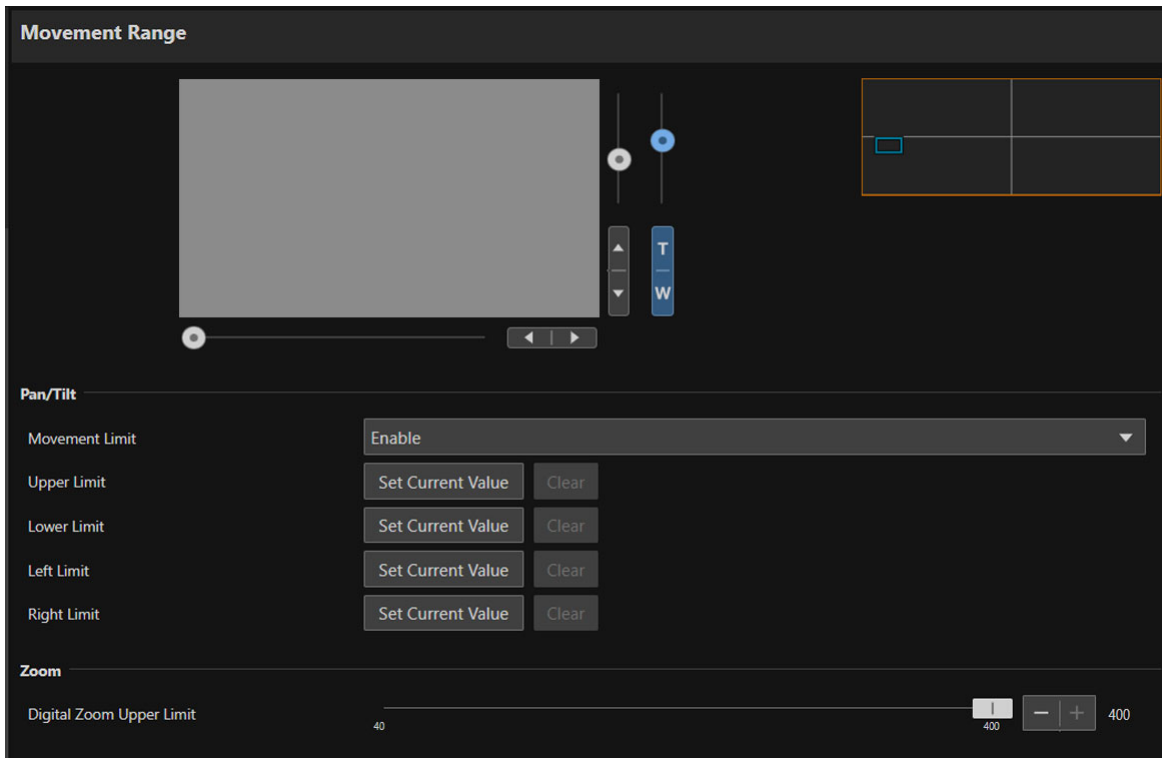 Movement Range
T
W
Pan/Tilt
Movement Limit Enable
Upper Limit Set Current Value Clear
Lower Limit Set Current Value Clear
Left Limit Set Current Value Clear
Right Limit Set Current Value Clear
Zoom
Digital Zoom Upper Limit 40 400 − + 400